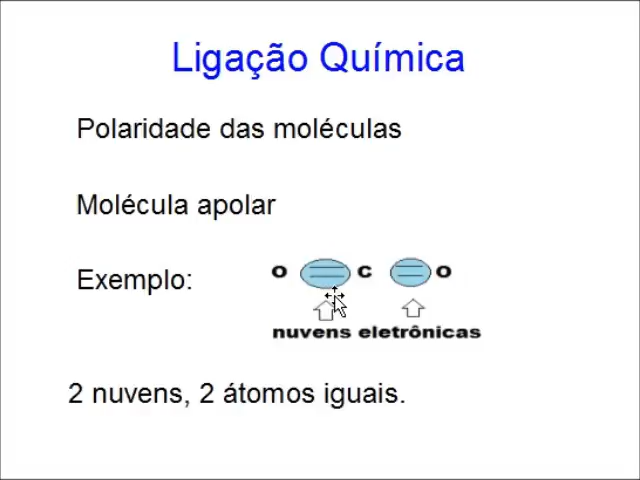 Ligação Química
Polaridade das moléculas
Molécula apolar
Exemplo:
O C O
nuvens eletrônicas
2 nuvens, 2 átomos iguais.